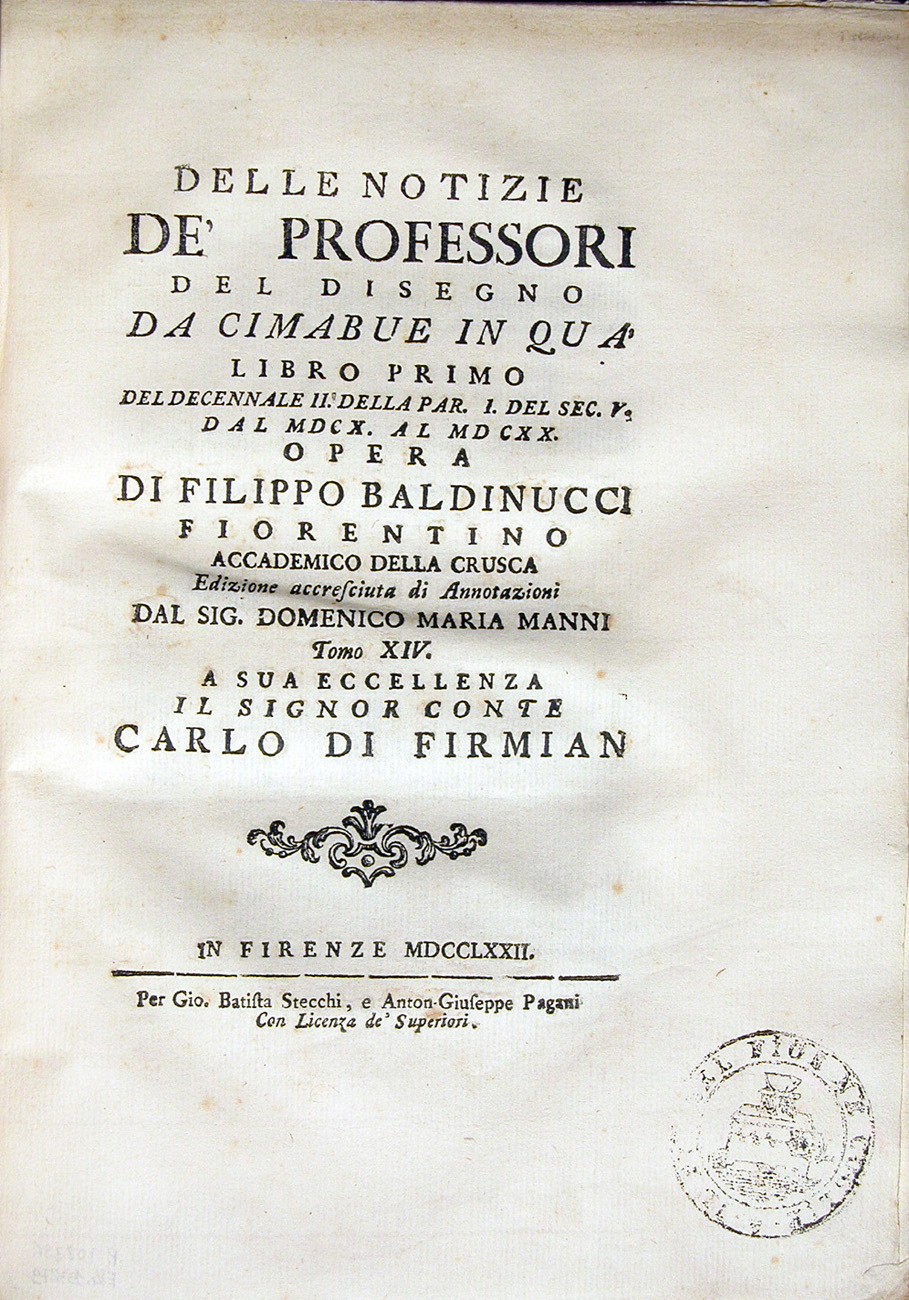 DELLE NOTIZIE
DE' PROFESSORI
DEL DISEGNO
DA CIMABUE IN QUA'
LIBRO PRIMO
DEL DECENNALE II. DELLA PAR. I. DEL SEC. V.
DAL MDCX. AL MDCXX.
OPERA
DI FILIPPO BALDINUCCI
FIORENTINO
ACCADEMICO DELLA CRUSCA
Edizione accreſciuta di Annotazioni
DAL SIG. DOMENICO MARIA MANNI
Tomo XIV.
A SUA ECCELLENZA
IL SIGNOR CONTE
CARLO DI FIRMIAN
IN FIRENZE MDCCLXXII.
Per Gio. Batiſta Stecchi, e Anton-Giuſeppe Pagani
Con Licenza de' Superiori.